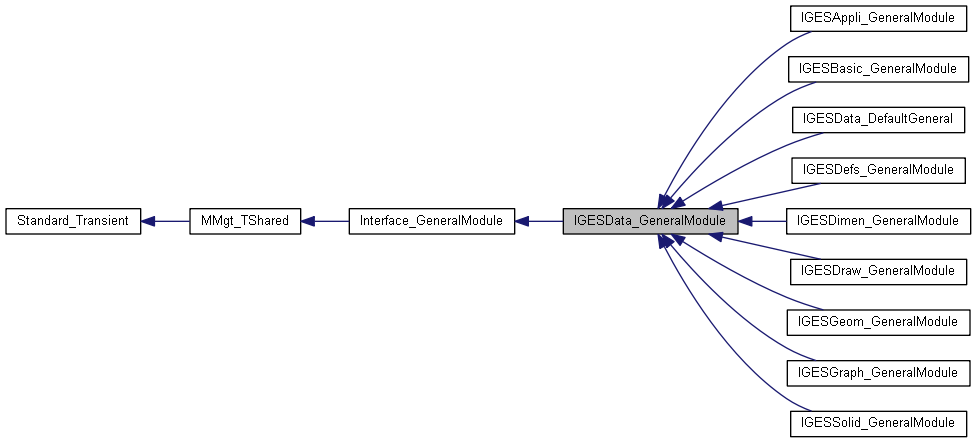 IGESAppli_GeneralModule
IGESBasic_GeneralModule
IGESData_DefaultGeneral
IGESDefs_GeneralModule
Standard_Transient
MMgt_TShared
Interface_GeneralModule
IGESData_GeneralModule
IGESDimen_GeneralModule
IGESDraw_GeneralModule
IGESGeom_GeneralModule
IGESGraph_GeneralModule
IGESSolid_GeneralModule